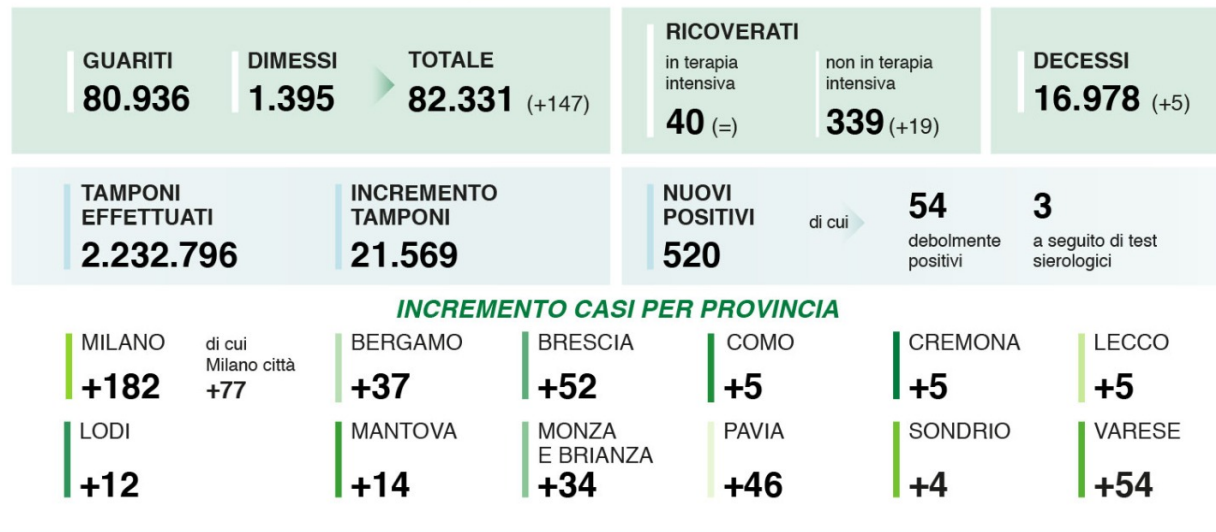 GUARITI
80.936
DIMESSI
1.395
TOTALE
82.331 (+147)
RICOVERATI
in terapia
intensiva
40 (=)
non in terapia
intensiva
339 (+19)
DECESSI
16.978 (+5)
TAMPONI
EFFETTUATI
2.232.796
INCREMENTO
TAMPONI
21.569
NUOVI
POSITIVI
520
di cui
54
debolmente
positivi
3
a seguito di test
sierologici
INCREMENTO CASI PER PROVINCIA
MILANO
+182
di cui
Milano città
+77
BERGAMO
+37
BRESCIA
+52
COMO
+5
CREMONA
+5
LECCO
+5
LODI
+12
MANTOVA
+14
MONZA
E BRIANZA
+34
PAVIA
+46
SONDRIO
+4
VARESE
+54